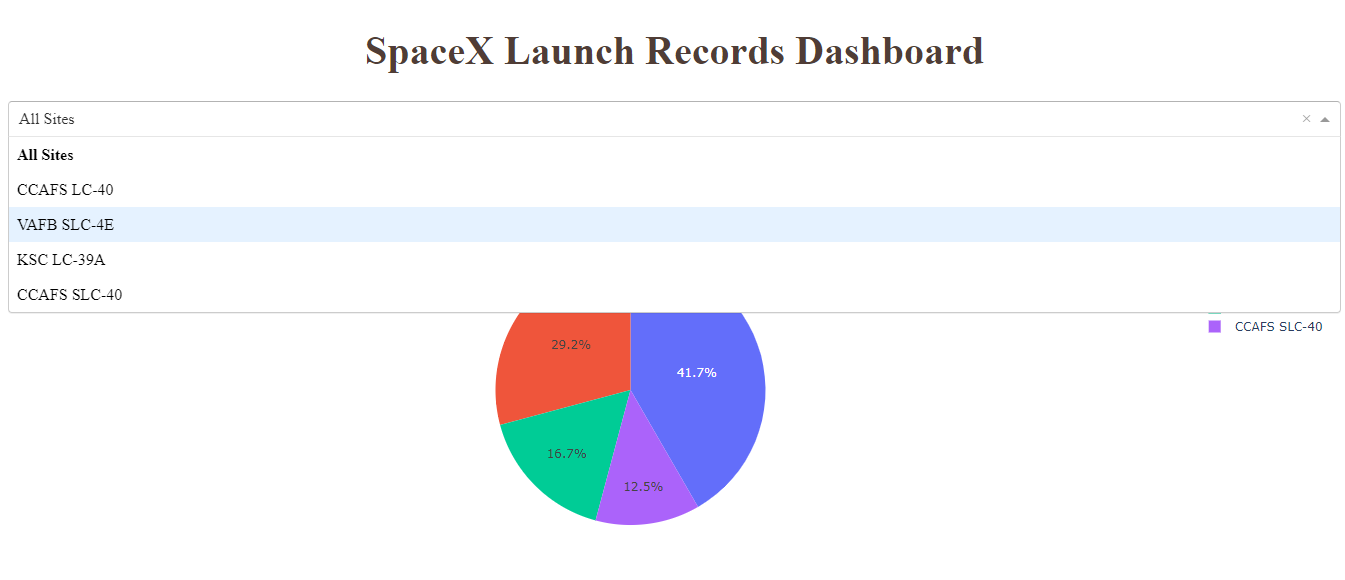 SpaceX Launch Records Dashboard
All Sites
All Sites
CCAFS LC-40
VAFB SLC-4E
KSC LC-39A
CCAFS SLC-40
CCAFS SLC-40
29.2%
41.7%
16.7%
12.5%